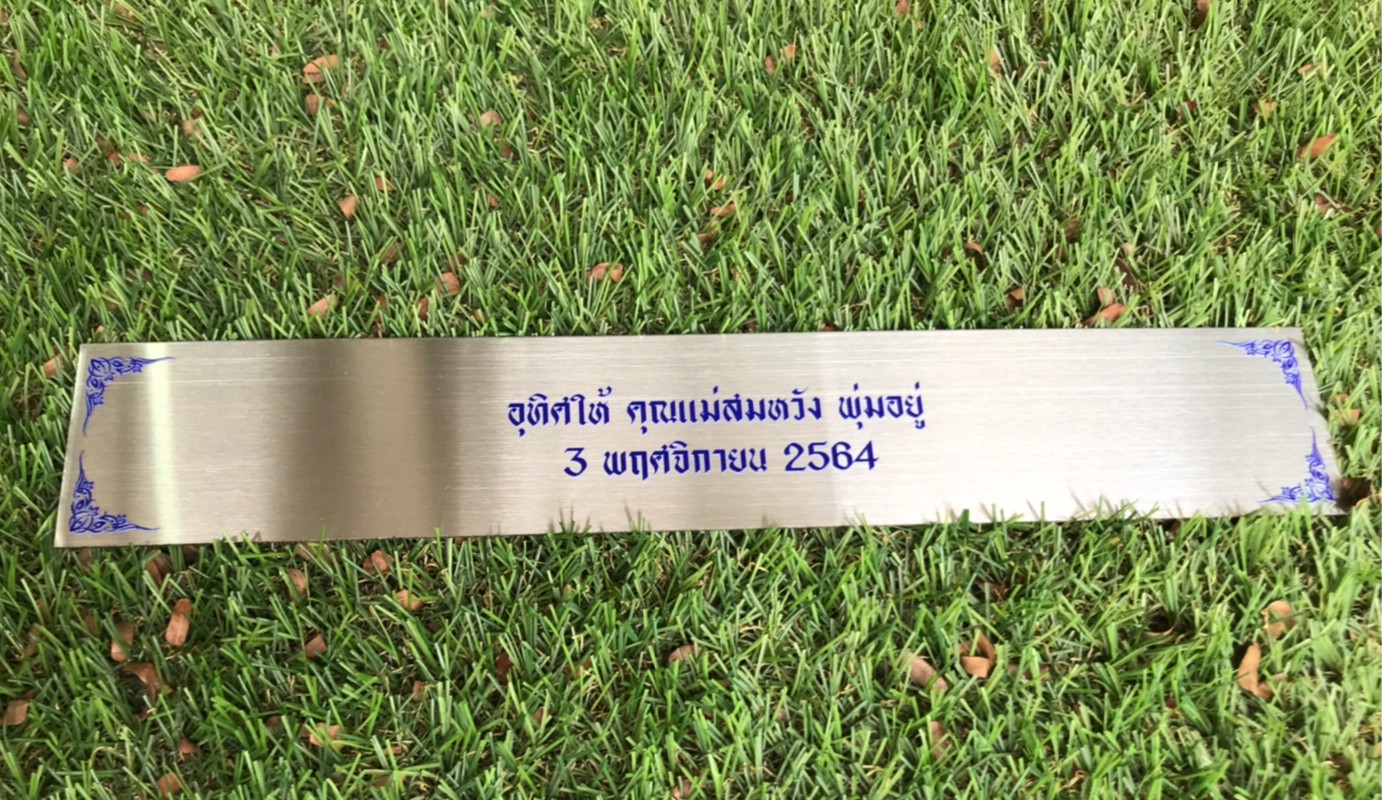 อุทิศให้ คุณแม่สมหวัง พุ่มอยู่
3 พฤศจิกายน 2564